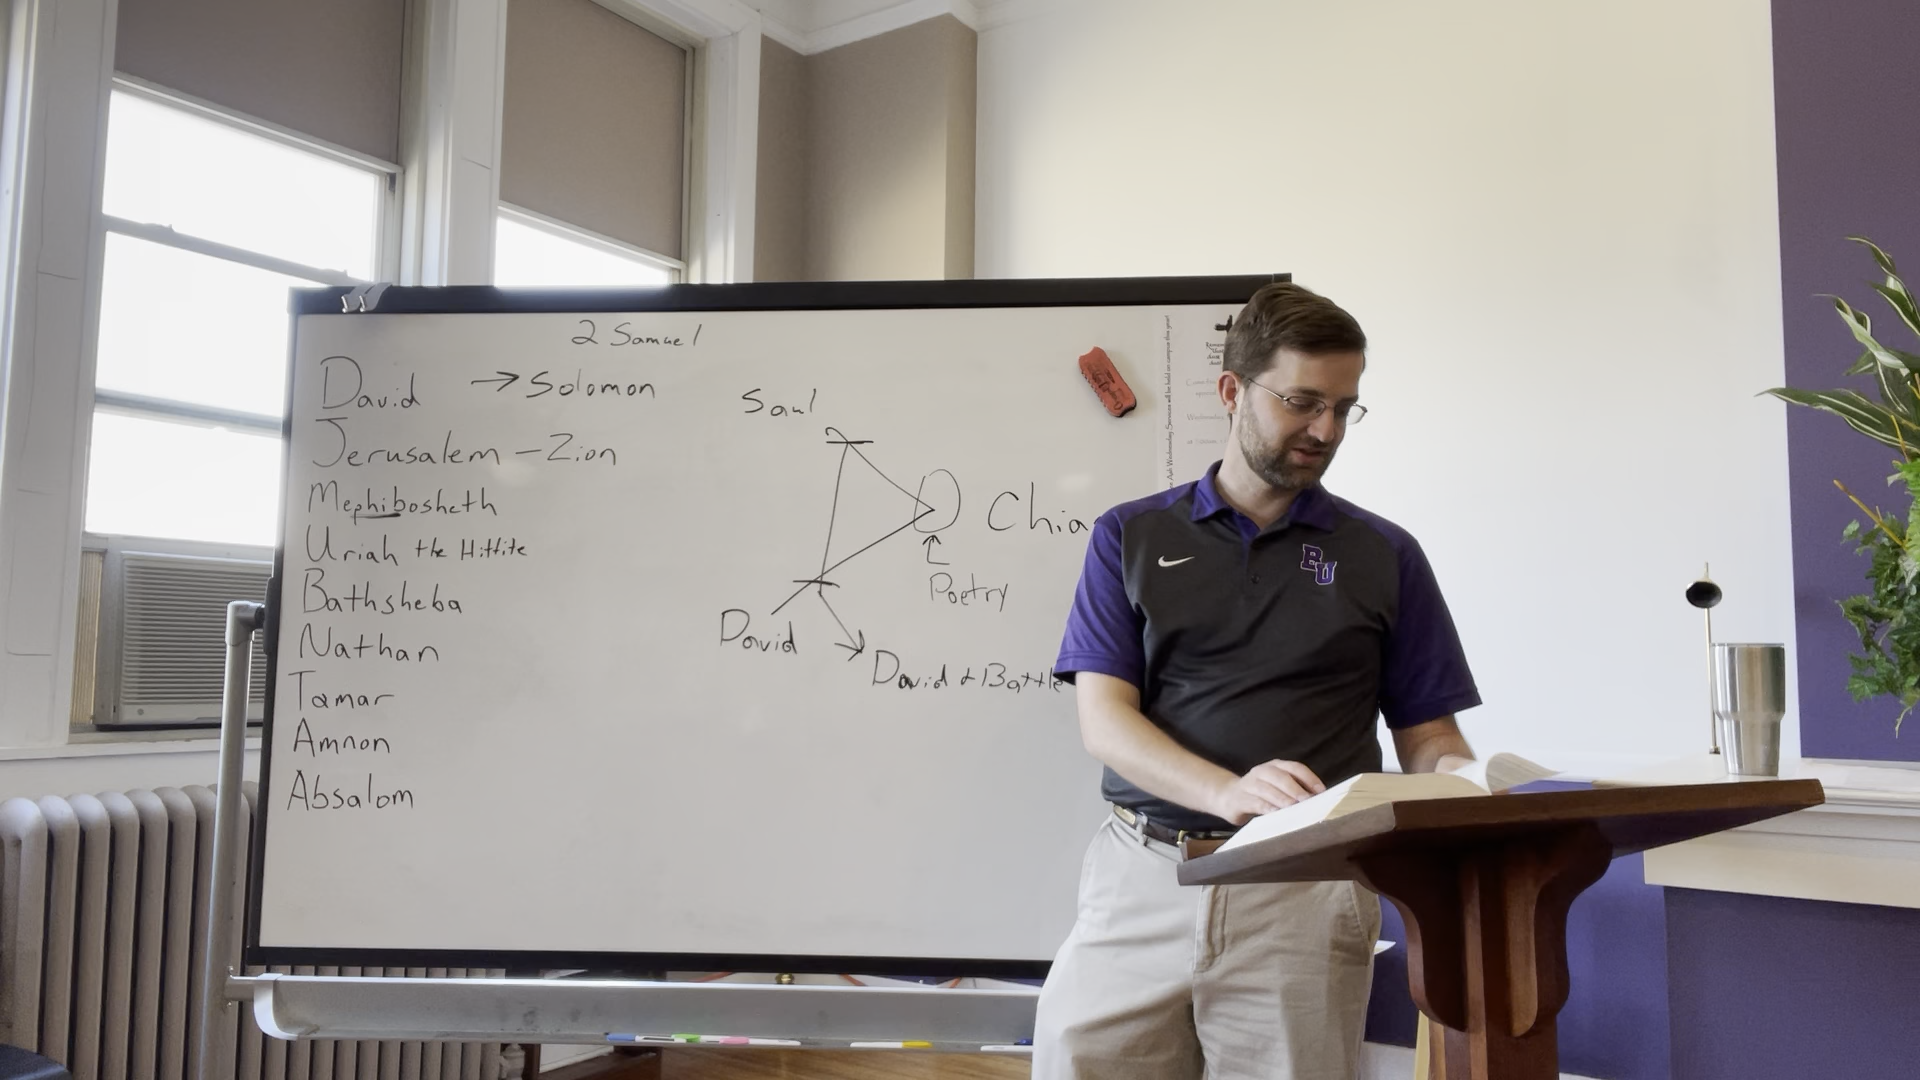 2 Samuel
David → Solomon
Jerusalem - Zion
Mephibosheth
Uriah the Hittite
Bathsheba
Nathan
Tamar
Amnon
Absalom
Saul
Poetry
David
David & Battle
BU